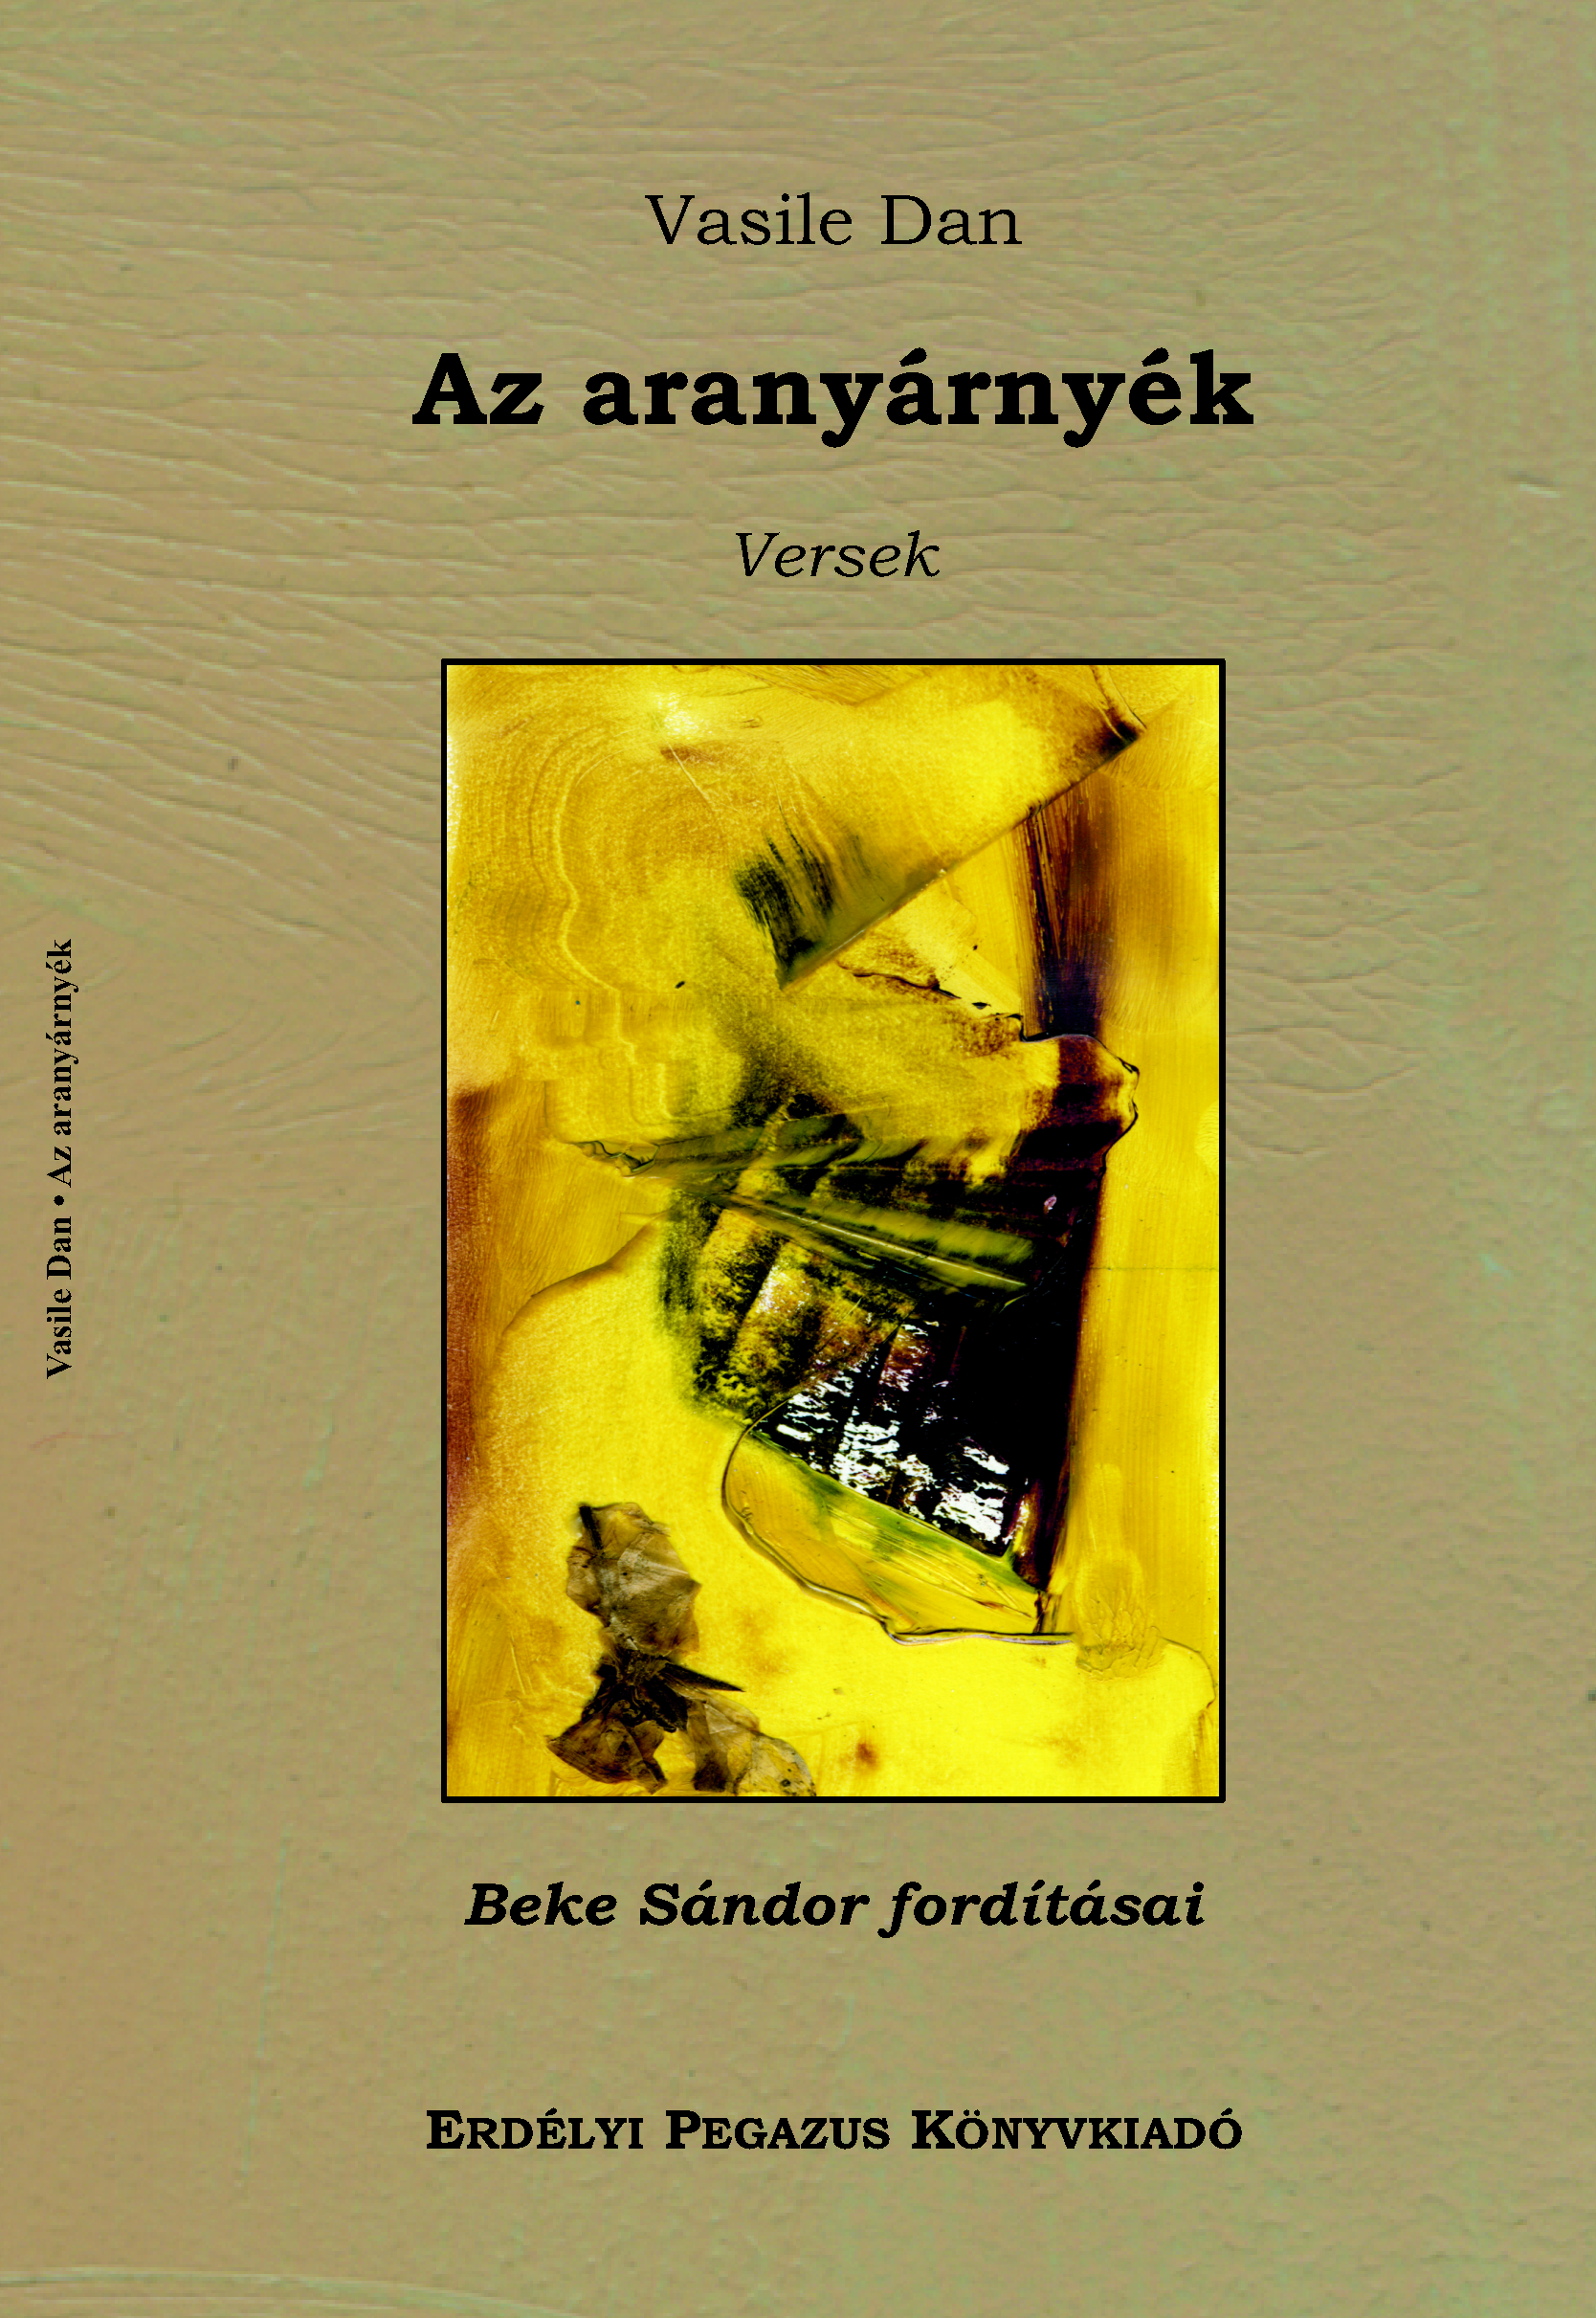 Vasile Dan
Az aranyárnyék
Versek
Vasile Dan • Az aranyárnyék
Beke Sándor fordításai
ERDÉLYI PEGAZUS KÖNYVKIADÓ